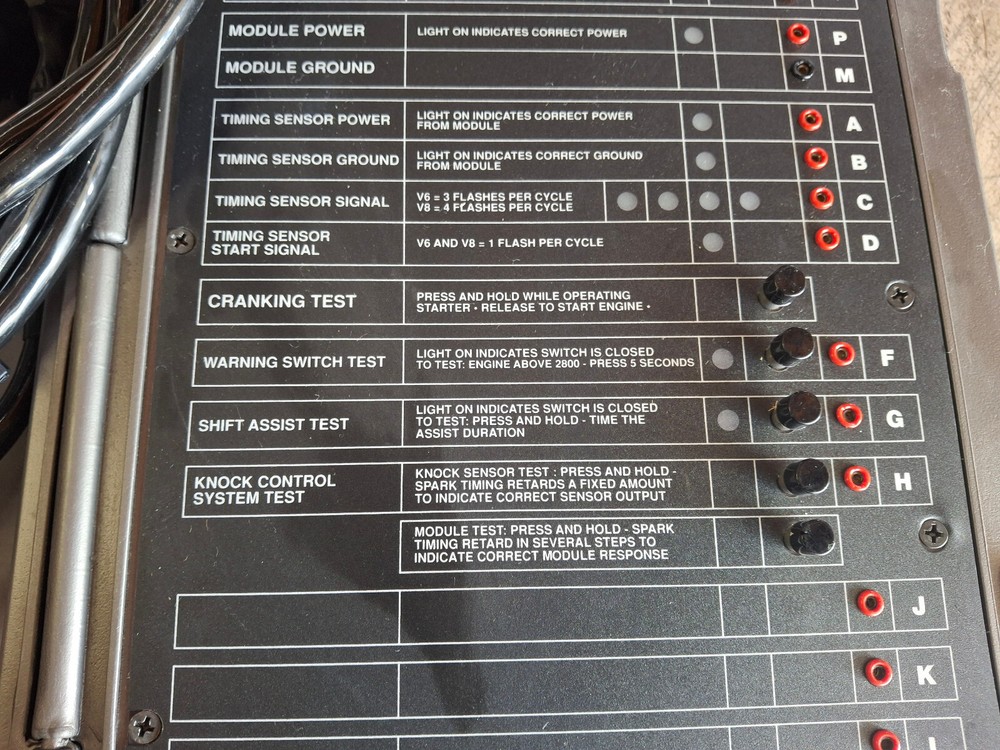 MODULE POWER
LIGHT ON INDICATES CORRECT POWER
P
MODULE GROUND
M
TIMING SENSOR POWER
LIGHT ON INDICATES CORRECT POWER
FROM MODULE
A
TIMING SENSOR GROUND
LIGHT ON INDICATES CORRECT GROUND
FROM MODULE
B
TIMING SENSOR SIGNAL
V6 = 3 FLASHES PER CYCLE
V8 = 4 FLASHES PER CYCLE
C
TIMING SENSOR
START SIGNAL
V6 AND V8 = 1 FLASH PER CYCLE
D
CRANKING TEST
PRESS AND HOLD WHILE OPERATING
STARTER - RELEASE TO START ENGINE -
WARNING SWITCH TEST
LIGHT ON INDICATES SWITCH IS CLOSED
TO TEST: ENGINE ABOVE 2800 - PRESS 5 SECONDS
F
SHIFT ASSIST TEST
LIGHT ON INDICATES SWITCH IS CLOSED
TO TEST: PRESS AND HOLD - TIME THE
ASSIST DURATION
G
KNOCK CONTROL
SYSTEM TEST
KNOCK SENSOR TEST : PRESS AND HOLD -
SPARK TIMING RETARDS A FIXED AMOUNT
TO INDICATE CORRECT SENSOR OUTPUT
H
MODULE TEST: PRESS AND HOLD - SPARK
TIMING RETARD IN SEVERAL STEPS TO
INDICATE CORRECT MODULE RESPONSE
J
K